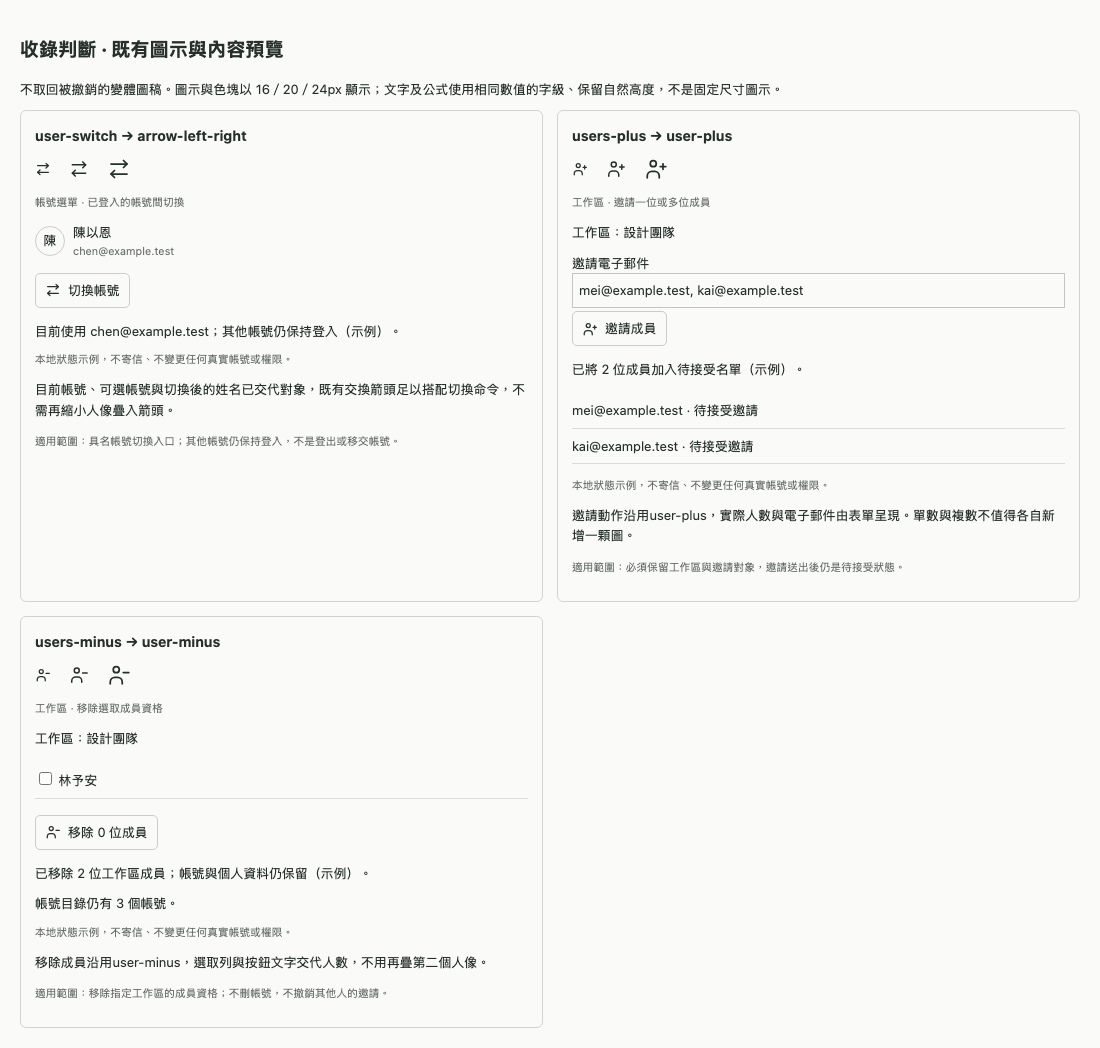 收錄判斷 · 既有圖示與內容預覽
不取回被撤銷的變體圖稿。圖示與色塊以 16 / 20 / 24px 顯示；文字及公式使用相同數值的字級、保留自然高度，不是固定尺寸圖示。
user-switch → arrow-left-right
帳號選單 · 已登入的帳號間切換
陳
陳以恩
chen@example.test
切換帳號
目前使用 chen@example.test；其他帳號仍保持登入（示例）。
本地狀態示例，不寄信、不變更任何真實帳號或權限。
目前帳號、可選帳號與切換後的姓名已交代對象，既有交換箭頭足以搭配切換命令，不
需再縮小人像疊入箭頭。
適用範圍：具名帳號切換入口；其他帳號仍保持登入，不是登出或移交帳號。
users-plus → user-plus
工作區 · 邀請一位或多位成員
工作區：設計團隊
邀請電子郵件
mei@example.test, kai@example.test
邀請成員
已將 2 位成員加入待接受名單（示例）。
mei@example.test · 待接受邀請
kai@example.test · 待接受邀請
本地狀態示例，不寄信、不變更任何真實帳號或權限。
邀請動作沿用user-plus，實際人數與電子郵件由表單呈現。單數與複數不值得各自新
增一顆圖。
適用範圍：必須保留工作區與邀請對象，邀請送出後仍是待接受狀態。
users-minus → user-minus
工作區 · 移除選取成員資格
工作區：設計團隊
林予安
移除 0 位成員
已移除 2 位工作區成員；帳號與個人資料仍保留（示例）。
帳號目錄仍有 3 個帳號。
本地狀態示例，不寄信、不變更任何真實帳號或權限。
移除成員沿用user-minus，選取列與按鈕文字交代人數，不用再疊第二個人像。
適用範圍：移除指定工作區的成員資格；不刪帳號，不撤銷其他人的邀請。